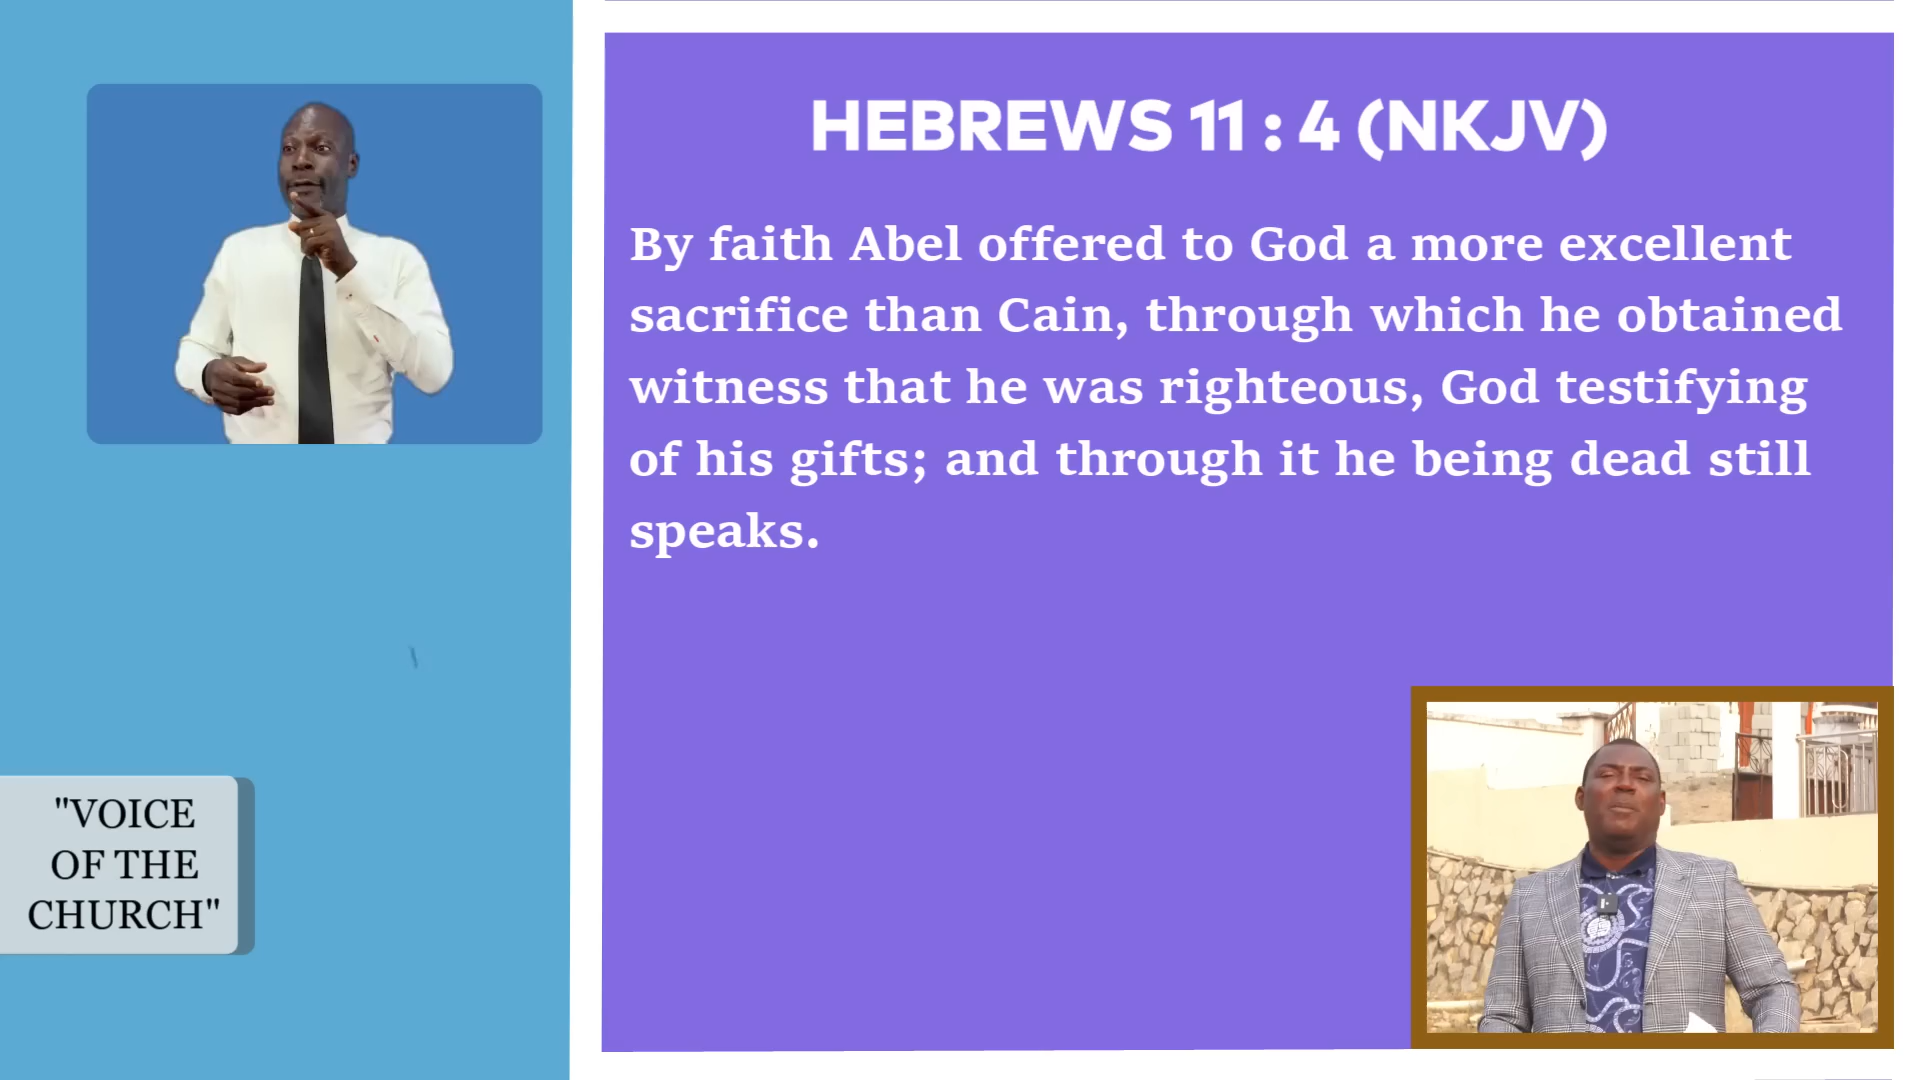 HEBREWS 11 : 4 (NKJV)
By faith Abel offered to God a more excellent
sacrifice than Cain, through which he obtained
witness that he was righteous, God testifying
of his gifts; and through it he being dead still
speaks.
"VOICE
OF THE
CHURCH"